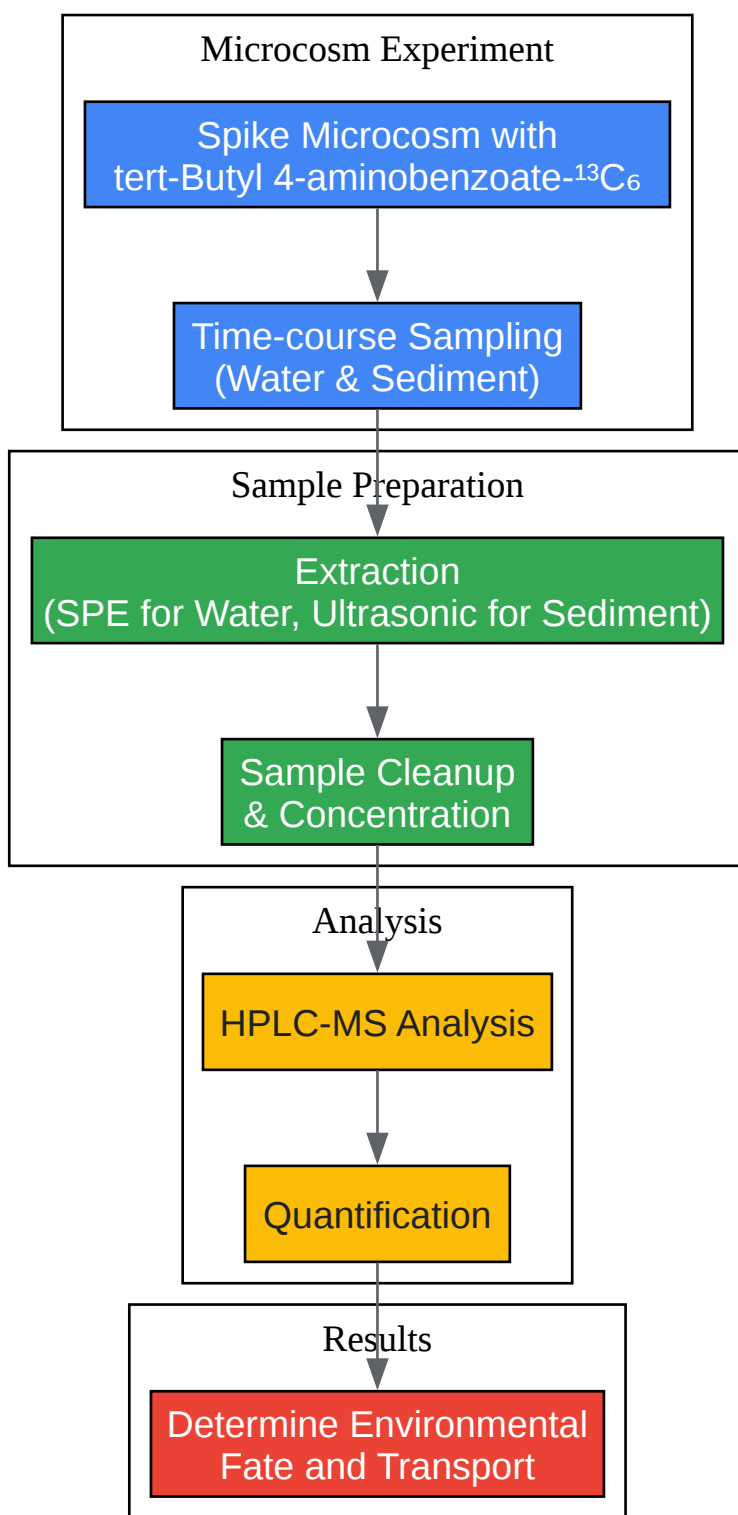 Microcosm Experiment
Spike Microcosm with
tert-Butyl 4-aminobenzoate-¹³C₆
Time-course Sampling
(Water & Sediment)
Sample Preparation
Extraction
(SPE for Water, Ultrasonic for Sediment)
Sample Cleanup
& Concentration
Analysis
HPLC-MS Analysis
Quantification
Results
Determine Environmental
Fate and Transport